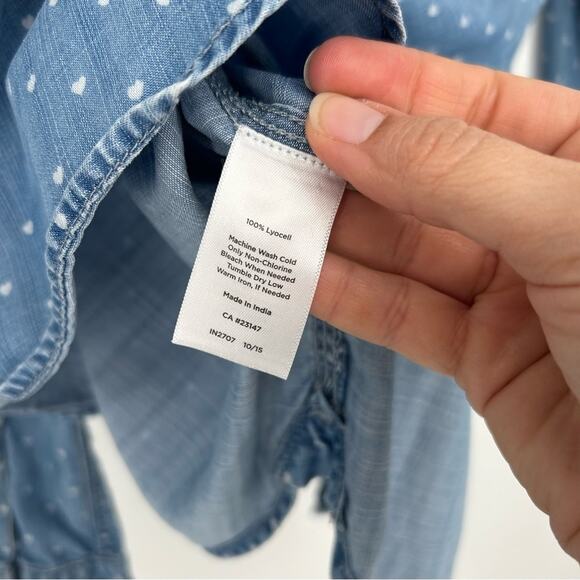 100% Lyocell
Machine Wash Cold
Only Non-Chlorine
Bleach When Needed
Tumble Dry Low
Warm Iron, If Needed
Made in India
CA #23147
IN2707 10/15